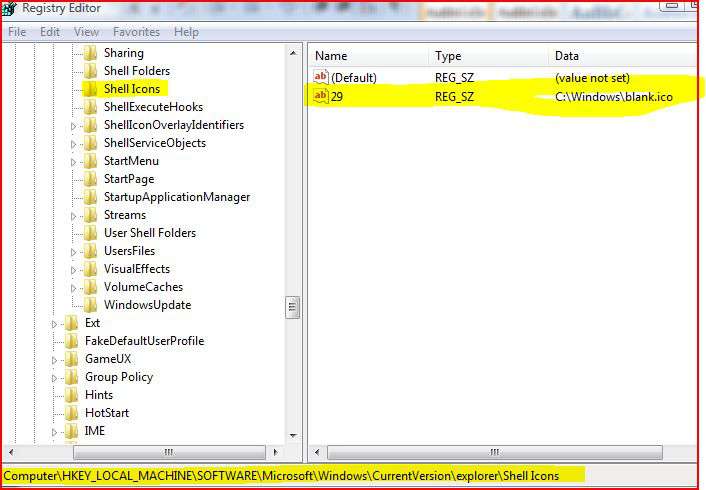 Registry Editor
File Edit View Favorites Help
Sharing
Shell Folders
Shell Icons
ShellExecuteHooks
ShellIconOverlayIdentifiers
ShellServiceObjects
StartMenu
StartPage
StartupApplicationManager
Streams
User Shell Folders
UsersFiles
VisualEffects
VolumeCaches
WindowsUpdate
Ext
FakeDefaultUserProfile
GameUX
Group Policy
Hints
HotStart
IME
Name Type Data
ab (Default) REG_SZ (value not set)
ab 29 REG_SZ C:\Windows\blank.ico
Computer\HKEY_LOCAL_MACHINE\SOFTWARE\Microsoft\Windows\CurrentVersion\explorer\Shell Icons